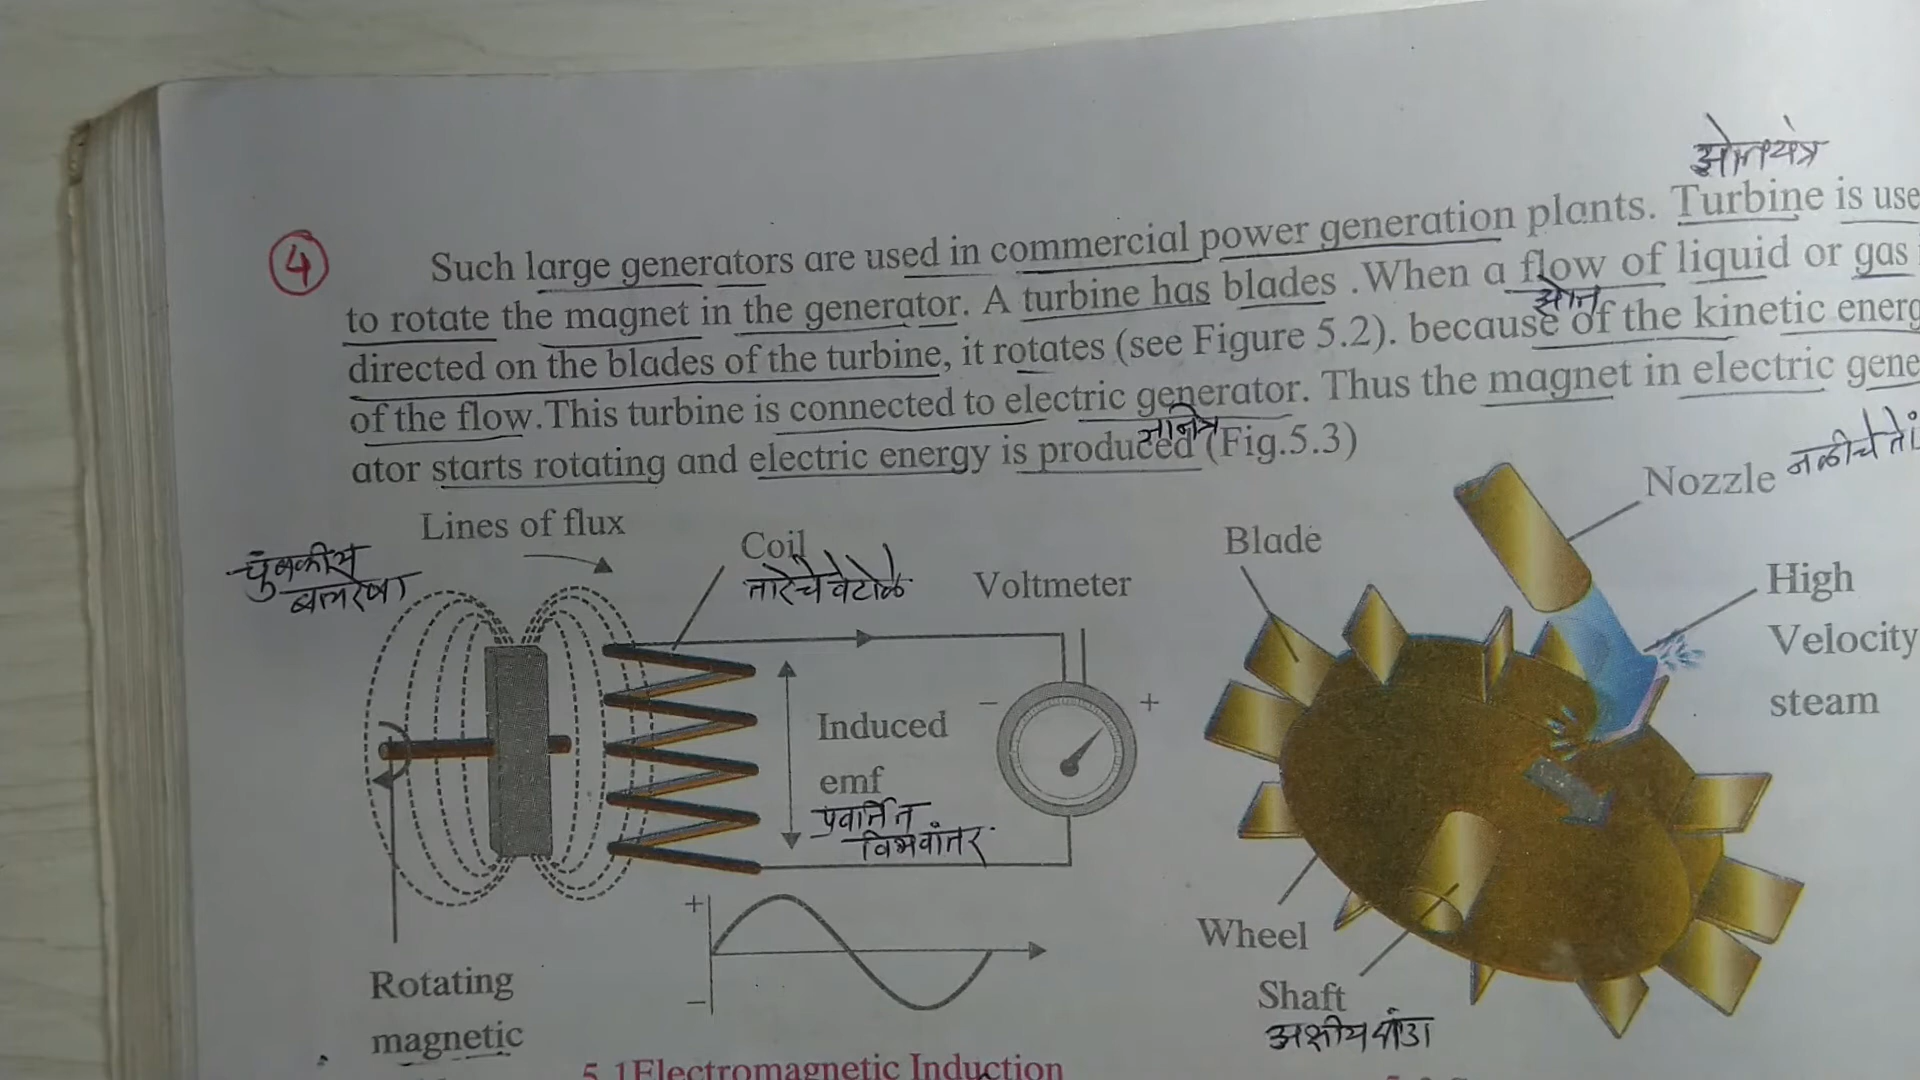 झोतयंत्र
4
Such large generators are used in commercial power generation plants. Turbine is use
to rotate the magnet in the generator. A turbine has blades .When a flow of liquid or gas
झोत
directed on the blades of the turbine, it rotates (see Figure 5.2). because of the kinetic energ
of the flow.This turbine is connected to electric generator. Thus the magnet in electric gene
जनित्र
ator starts rotating and electric energy is produced (Fig.5.3)
Nozzle नळीचे
Lines of flux
चुंबकीय
बलरेषा
Coil
तारेचे वेटोळे
Voltmeter
Blade
High
Velocity
steam
Induced
emf
प्रवर्तित
विभवांतर
- +
+
-
Wheel
Shaft
Rotating
magnetic
5.1Electromagnetic Induction